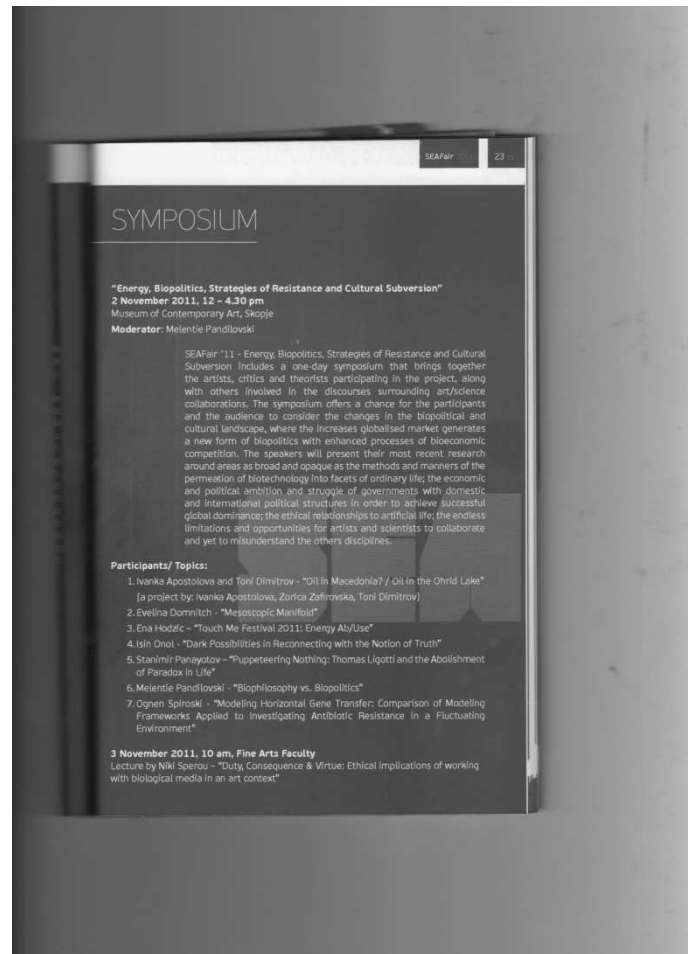 SEAFair 2011
23
SYMPOSIUM
"Energy, Biopolitics, Strategies of Resistance and Cultural Subversion"
2 November 2011, 12 – 4.30 pm
Museum of Contemporary Art, Skopje
Moderator: Melentie Pandilovski
SEAFair '11 - Energy, Biopolitics, Strategies of Resistance and Cultural
Subversion includes a one-day symposium that brings together
the artists, critics and theorists participating in the project, along
with others involved in the discourses surrounding art/science
collaborations. The symposium offers a chance for the participants
and the audience to consider the changes in the biopolitical and
cultural landscape, where the increases globalised market generates
a new form of biopolitics with enhanced processes of bioeconomic
competition. The speakers will present their most recent research
around areas as broad and opaque as the methods and manners of the
permeation of biotechnology into facets of ordinary life; the economic
and political ambition and struggle of governments with domestic
and international political structures in order to achieve successful
global dominance; the ethical relationships to artificial life; the endless
limitations and opportunities for artists and scientists to collaborate
and yet to misunderstand the others disciplines.
SEA
Participants/ Topics:
1. Ivanka Apostolova and Toni Dimitrov - "Oil in Macedonia? / Oil in the Ohrid Lake"
[a project by: Ivanka Apostolova, Zorica Zafirovska, Toni Dimitrov]
2. Evelina Domnitch - "Mesoscopic Manifold"
3. Ena Hodzic – "Touch Me Festival 2011: Energy Ab/Use"
4. Isin Onol - "Dark Possibilities in Reconnecting with the Notion of Truth"
5. Stanimir Panayotov – "Puppeteering Nothing: Thomas Ligotti and the Abolishment
of Paradox in Life"
6. Melentie Pandilovski - "Biophilosophy vs. Biopolitics"
7. Ognen Spiroski - "Modeling Horizontal Gene Transfer: Comparison of Modeling
Frameworks Applied to Investigating Antibiotic Resistance in a Fluctuating
Environment"
3 November 2011, 10 am, Fine Arts Faculty
Lecture by Niki Sperou – "Duty, Consequence & Virtue: Ethical implications of working
with biological media in an art context"